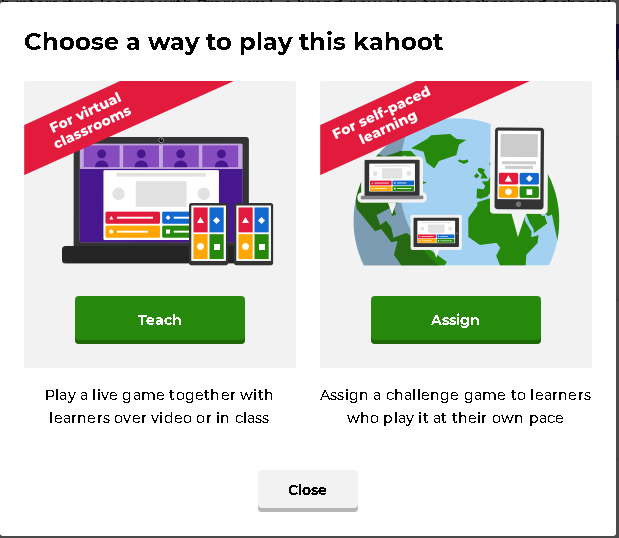 Choose a way to play this kahoot
For virtual
classrooms
For self-paced
learning
Teach
Assign
Play a live game together with
learners over video or in class
Assign a challenge game to learners
who play it at their own pace
Close